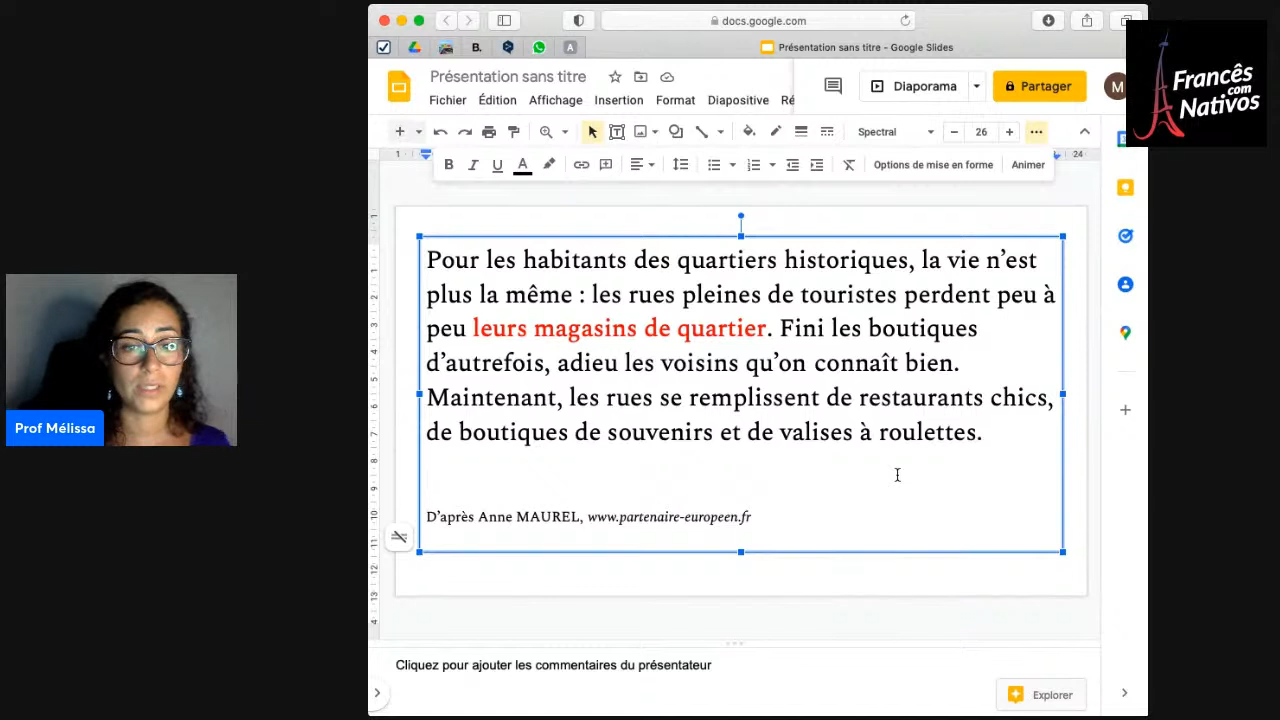 docs.google.com
B.
A
Présentation sans titre - Google Slides
Francês
com
Nativos
Présentation sans titre
Diaporama
Partager
M
Fichier Édition Affichage Insertion Format Diapositive Ré
Spectral
26
1
24
B I U A
Options de mise en forme
Animer
Pour les habitants des quartiers historiques, la vie n’est
plus la même : les rues pleines de touristes perdent peu à
peu leurs magasins de quartier. Fini les boutiques
d’autrefois, adieu les voisins qu’on connaît bien.
Maintenant, les rues se remplissent de restaurants chics,
de boutiques de souvenirs et de valises à roulettes.
D’après Anne MAUREL, www.partenaire-europeen.fr
Prof Mélissa
Cliquez pour ajouter les commentaires du présentateur
Explorer